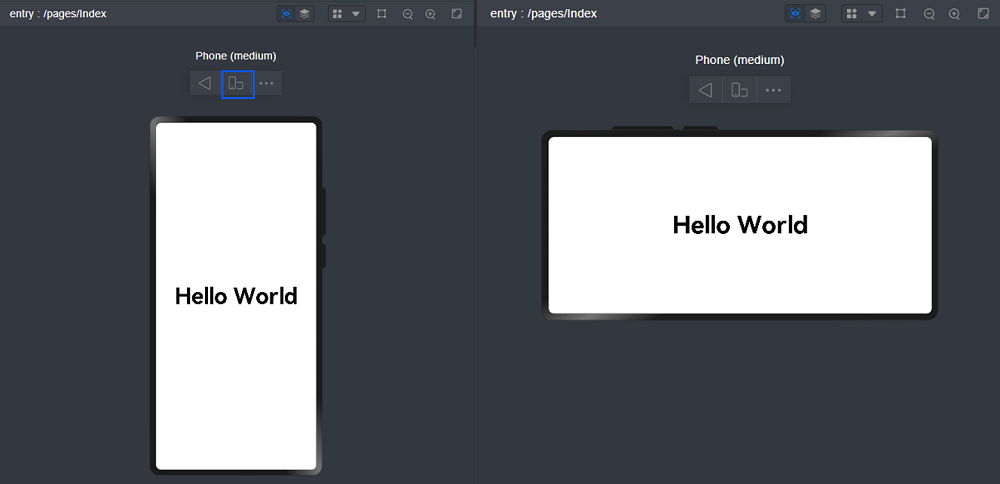 entry : /pages/Index
Phone (medium)
Hello World
entry : /pages/Index
Phone (medium)
Hello World